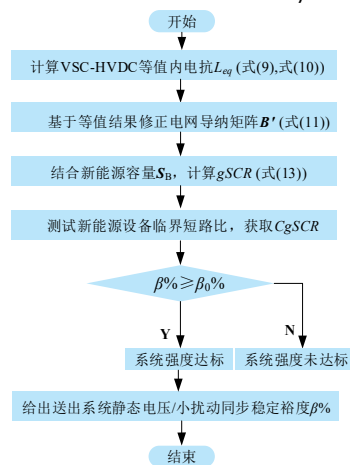 开始
计算VSC-HVDC等值内电抗Leq (式(9),式(10))
基于等值结果修正电网导纳矩阵B' (式(11))
结合新能源容量SB，计算gSCR (式(13))
测试新能源设备临界短路比，获取CgSCR
β%≥β0%
Y
N
系统强度达标
系统强度未达标
给出送出系统静态电压/小扰动同步稳定裕度β%
结束